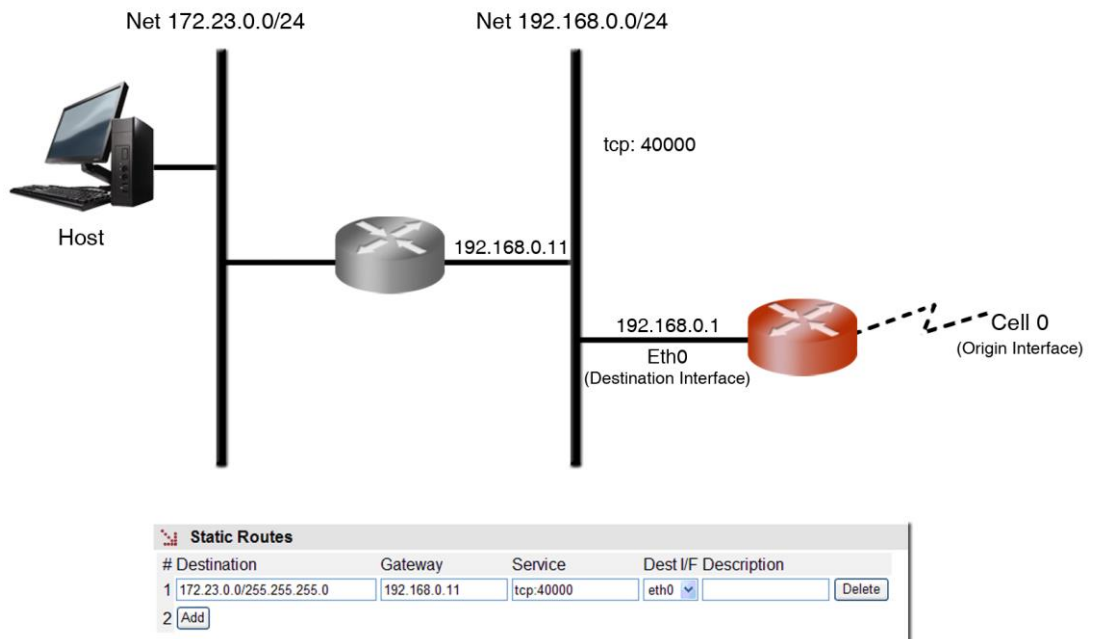 Net 172.23.0.0/24
Net 192.168.0.0/24
tcp: 40000
Host
192.168.0.11
192.168.0.1
Eth0
(Destination Interface)
Cell 0
(Origin Interface)
Static Routes
# Destination Gateway Service Dest I/F Description
1 172.23.0.0/255.255.255.0 192.168.0.11 tcp:40000 eth0 Delete
2 Add